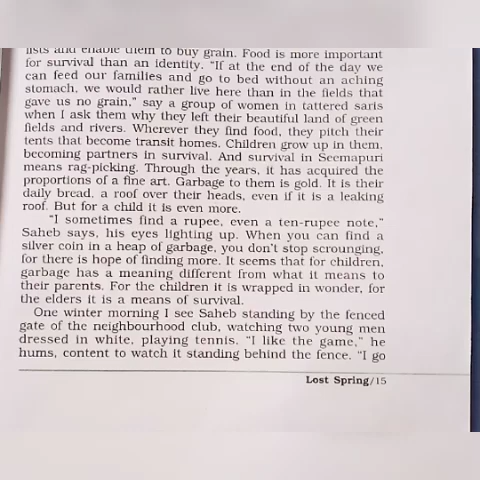 lists and enable them to buy grain. Food is more important
for survival than an identity. “If at the end of the day we
can feed our families and go to bed without an aching
stomach, we would rather live here than in the fields that
gave us no grain,” say a group of women in tattered saris
when I ask them why they left their beautiful land of green
fields and rivers. Wherever they find food, they pitch their
tents that become transit homes. Children grow up in them,
becoming partners in survival. And survival in Seemapuri
means rag-picking. Through the years, it has acquired the
proportions of a fine art. Garbage to them is gold. It is their
daily bread, a roof over their heads, even if it is a leaking
roof. But for a child it is even more.
“I sometimes find a rupee, even a ten-rupee note,”
Saheb says, his eyes lighting up. When you can find a
silver coin in a heap of garbage, you don’t stop scrounging,
for there is hope of finding more. It seems that for children,
garbage has a meaning different from what it means to
their parents. For the children it is wrapped in wonder, for
the elders it is a means of survival.
One winter morning I see Saheb standing by the fenced
gate of the neighbourhood club, watching two young men
dressed in white, playing tennis. “I like the game,” he
hums, content to watch it standing behind the fence. “I go
Lost Spring/15